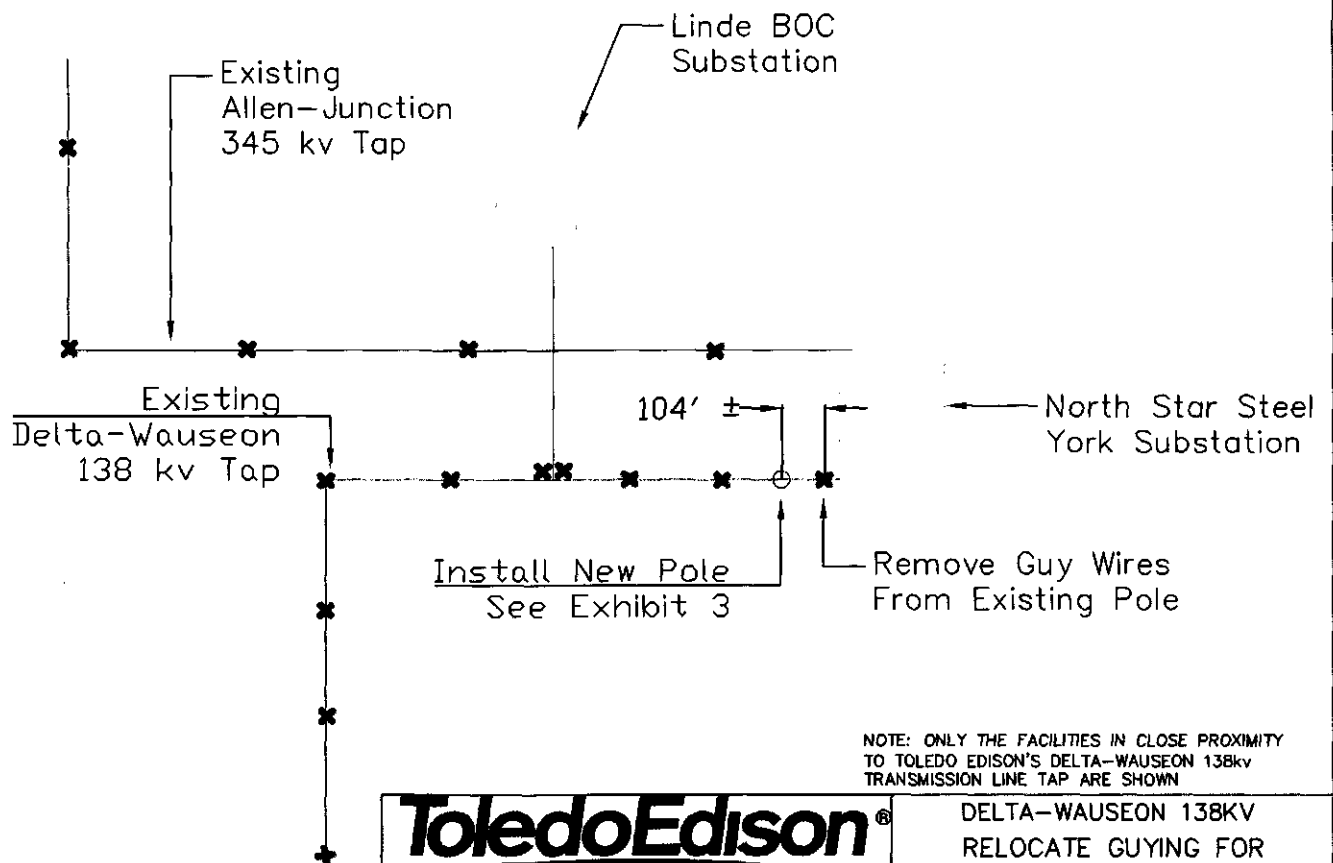 Linde BOC
Substation
Existing
Allen-Junction
345 kv Tap
Existing
Delta-Wauseon
138 kv Tap
104' ±
North Star Steel
York Substation
Install New Pole
See Exhibit 3
Remove Guy Wires
From Existing Pole
NOTE: ONLY THE FACILITIES IN CLOSE PROXIMITY
TO TOLEDO EDISON'S DELTA-WAUSEON 138kv
TRANSMISSION LINE TAP ARE SHOWN
ToledoEdison®
DELTA-WAUSEON 138KV
RELOCATE GUYING FOR